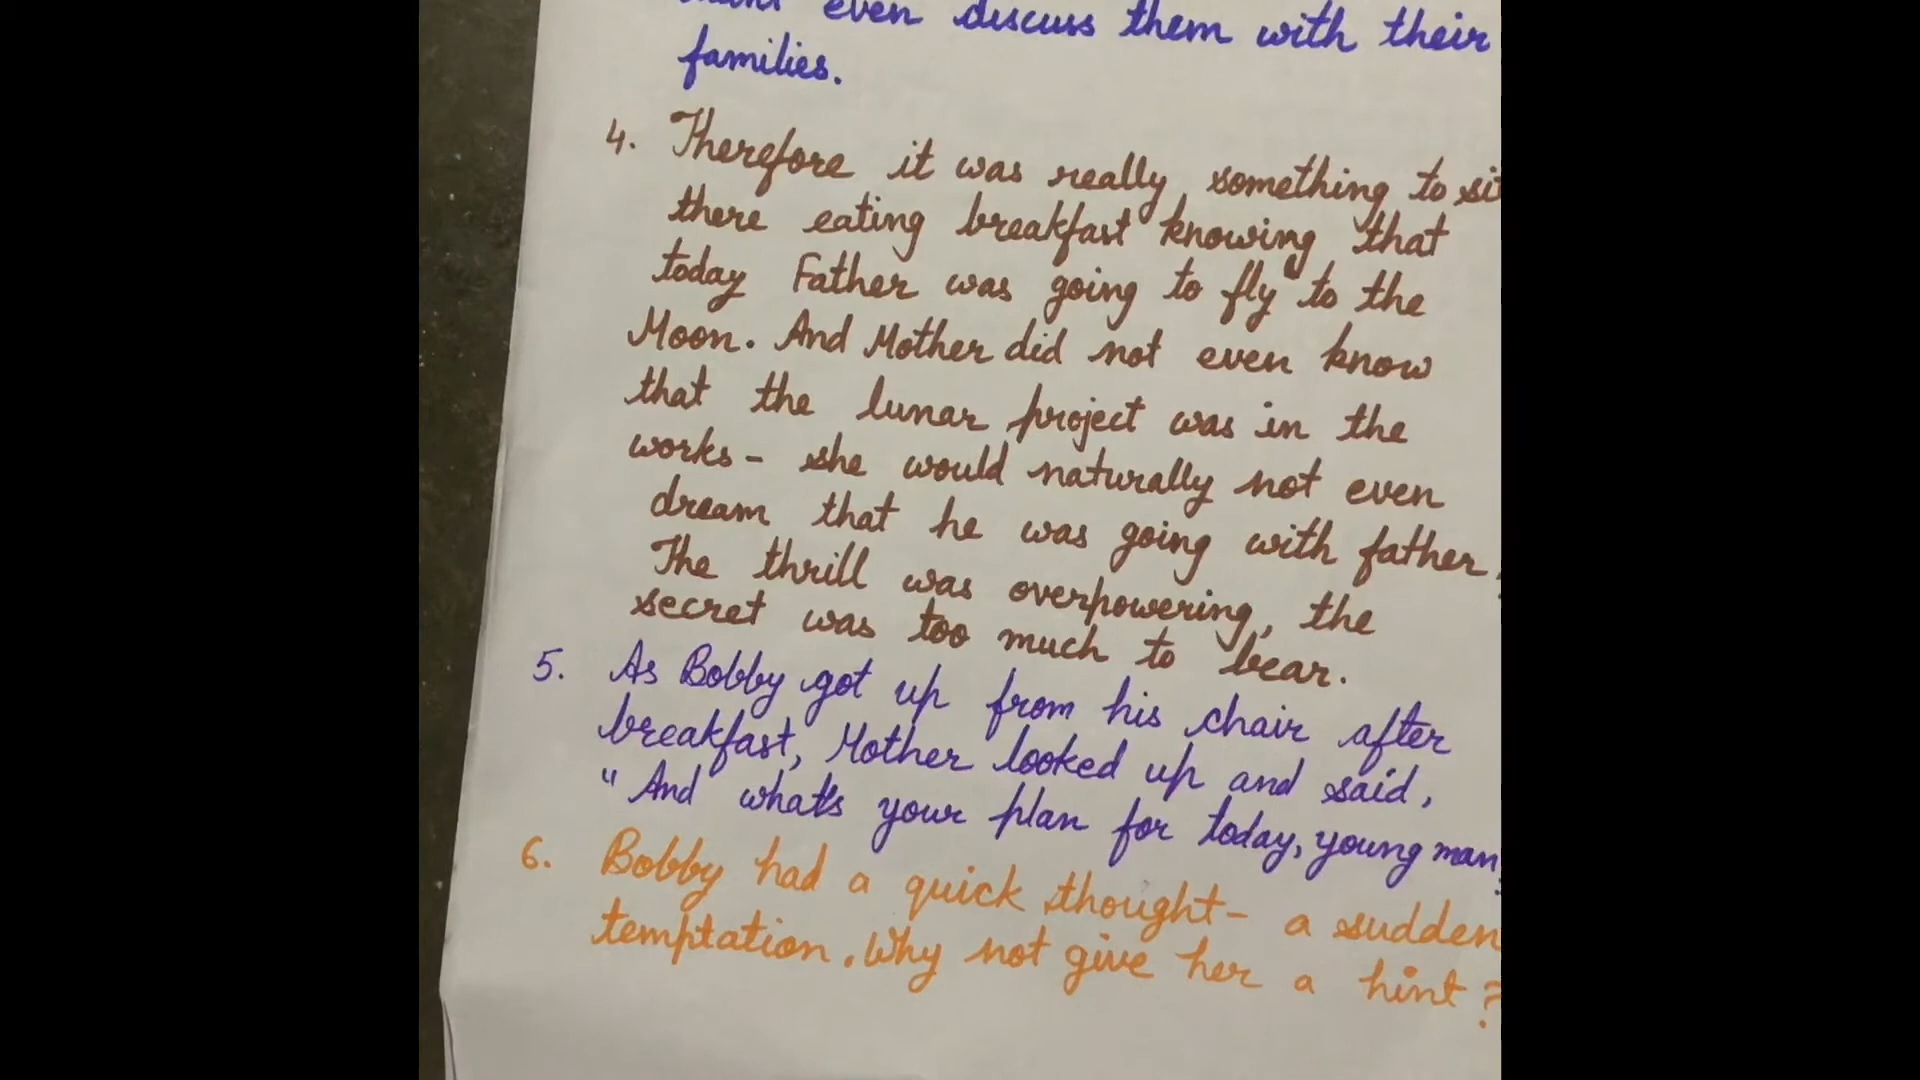 even discuss them with their
families.
4. Therefore it was really something to sit
there eating breakfast knowing that
today Father was going to fly to the
Moon. And Mother did not even know
that the lunar project was in the
works - she would naturally not even
dream that he was going with father.
The thrill was overpowering, the
secret was too much to bear.
5. As Bobby got up from his chair after
breakfast, Mother looked up and said,
"And what's your plan for today, young man
6. Bobby had a quick thought - a sudden
temptation. Why not give her a hint?